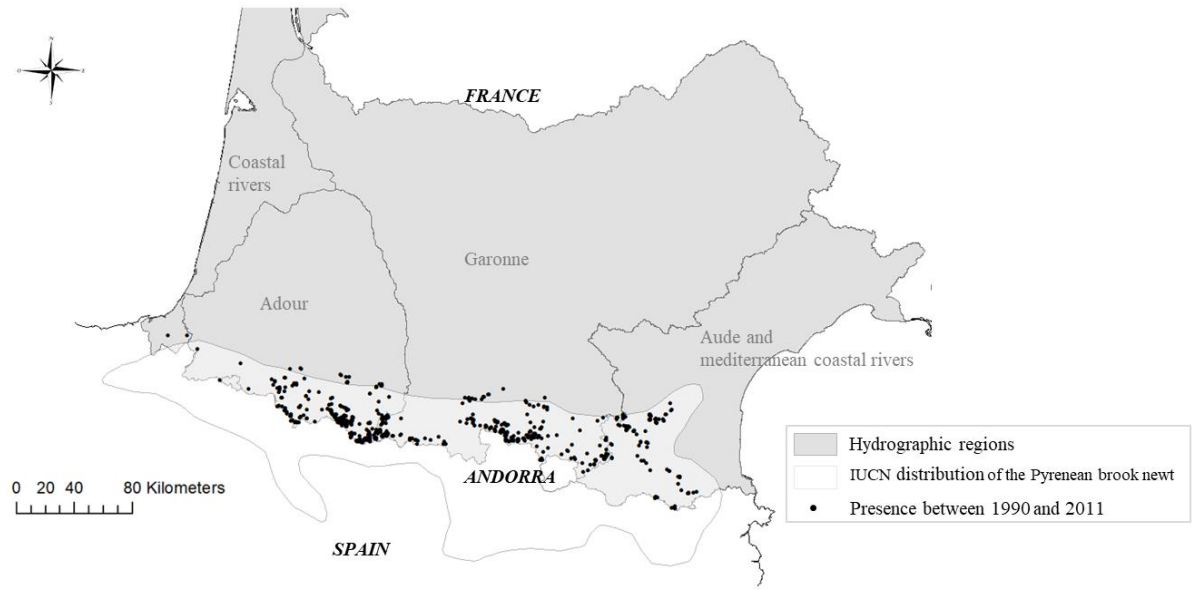 FRANCE
Coastal
rivers
Garonne
Adour
Aude and
mediterranean coastal rivers
ANDORRA
SPAIN
0 20 40 80 Kilometers
Hydrographic regions
IUCN distribution of the Pyrenean brook newt
Presence between 1990 and 2011